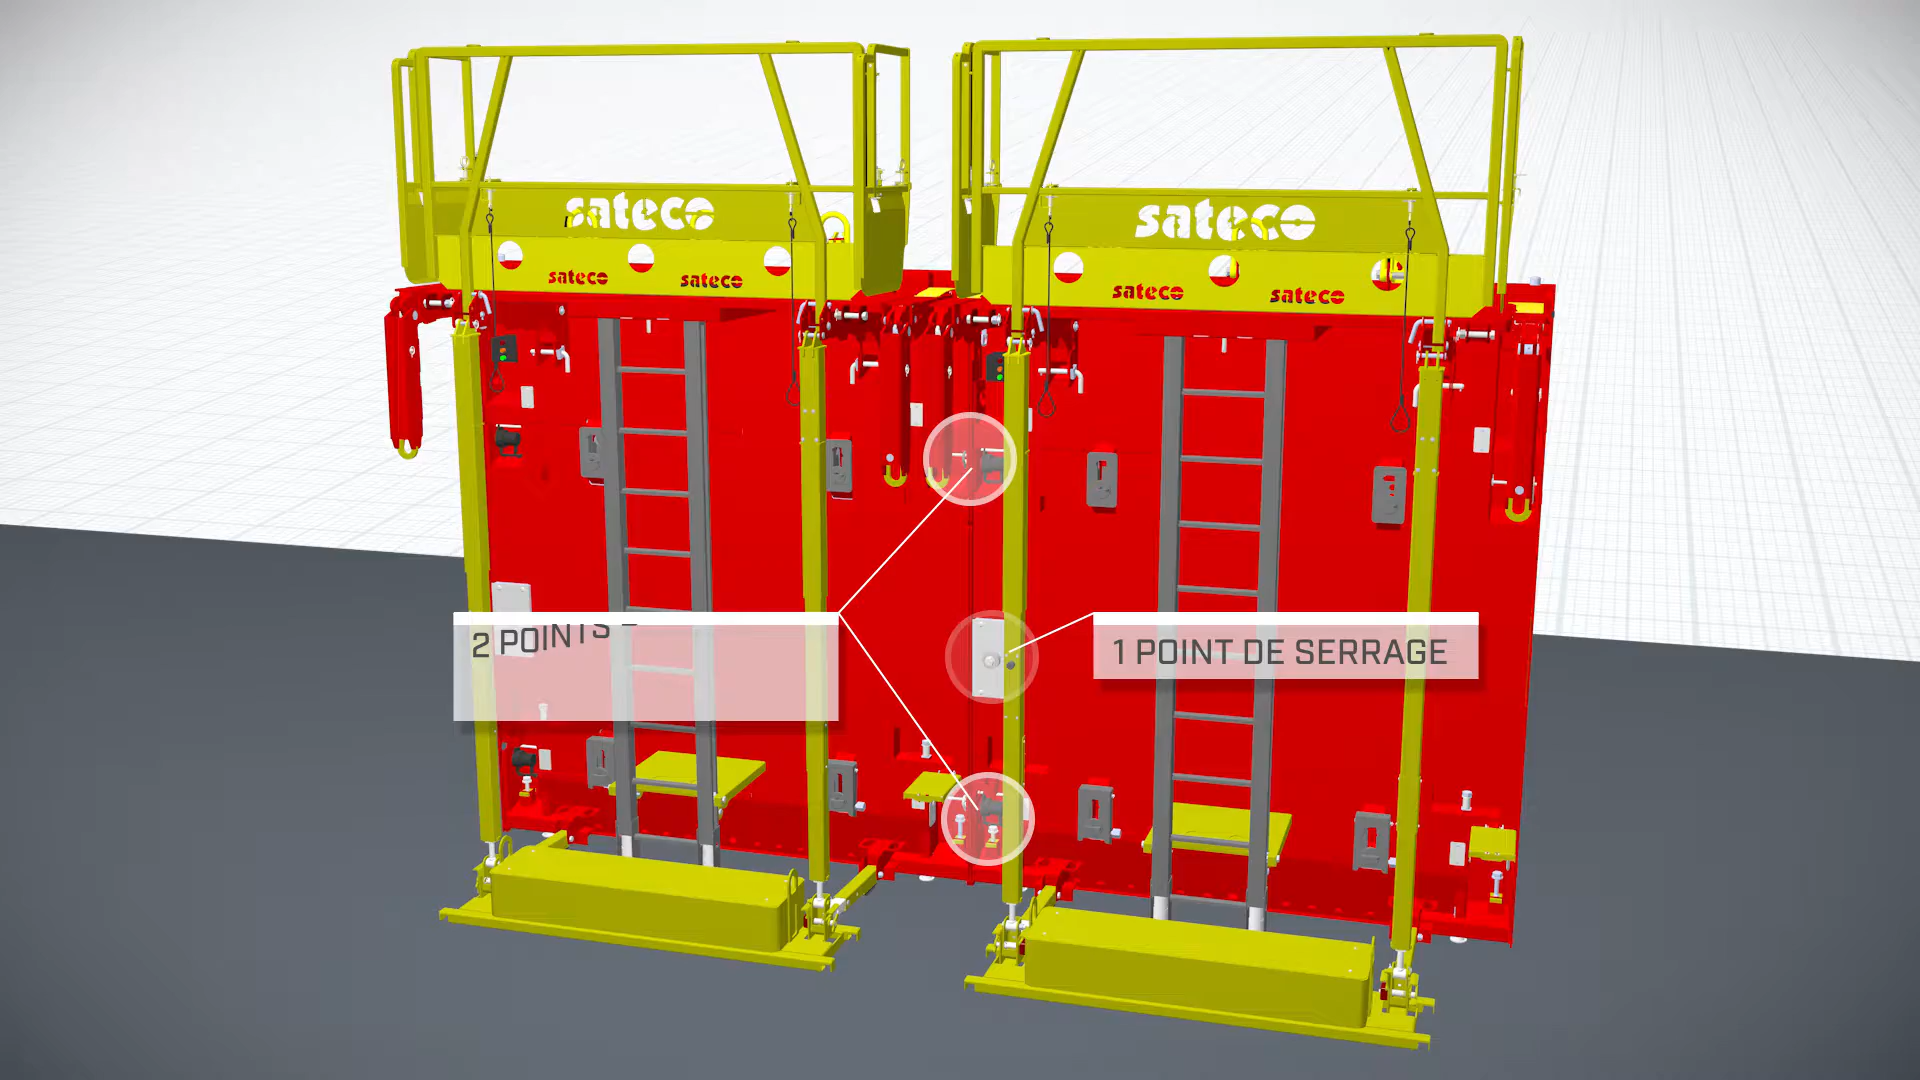 sateco
sateco
sateco
sateco
sateco
sateco
2 POINTS
1 POINT DE SERRAGE